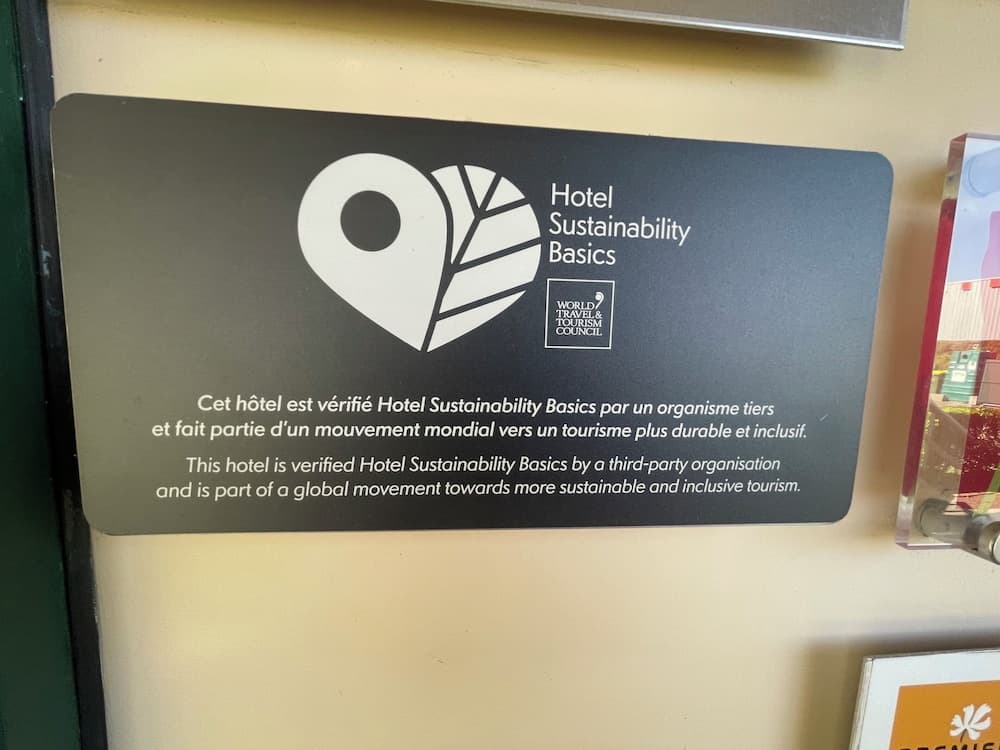 Hotel
Sustainability
Basics
WORLD
TRAVEL &
TOURISM
COUNCIL
Cet hôtel est vérifié Hotel Sustainability Basics par un organisme tiers
et fait partie d'un mouvement mondial vers un tourisme plus durable et inclusif.
This hotel is verified Hotel Sustainability Basics by a third-party organisation
and is part of a global movement towards more sustainable and inclusive tourism.